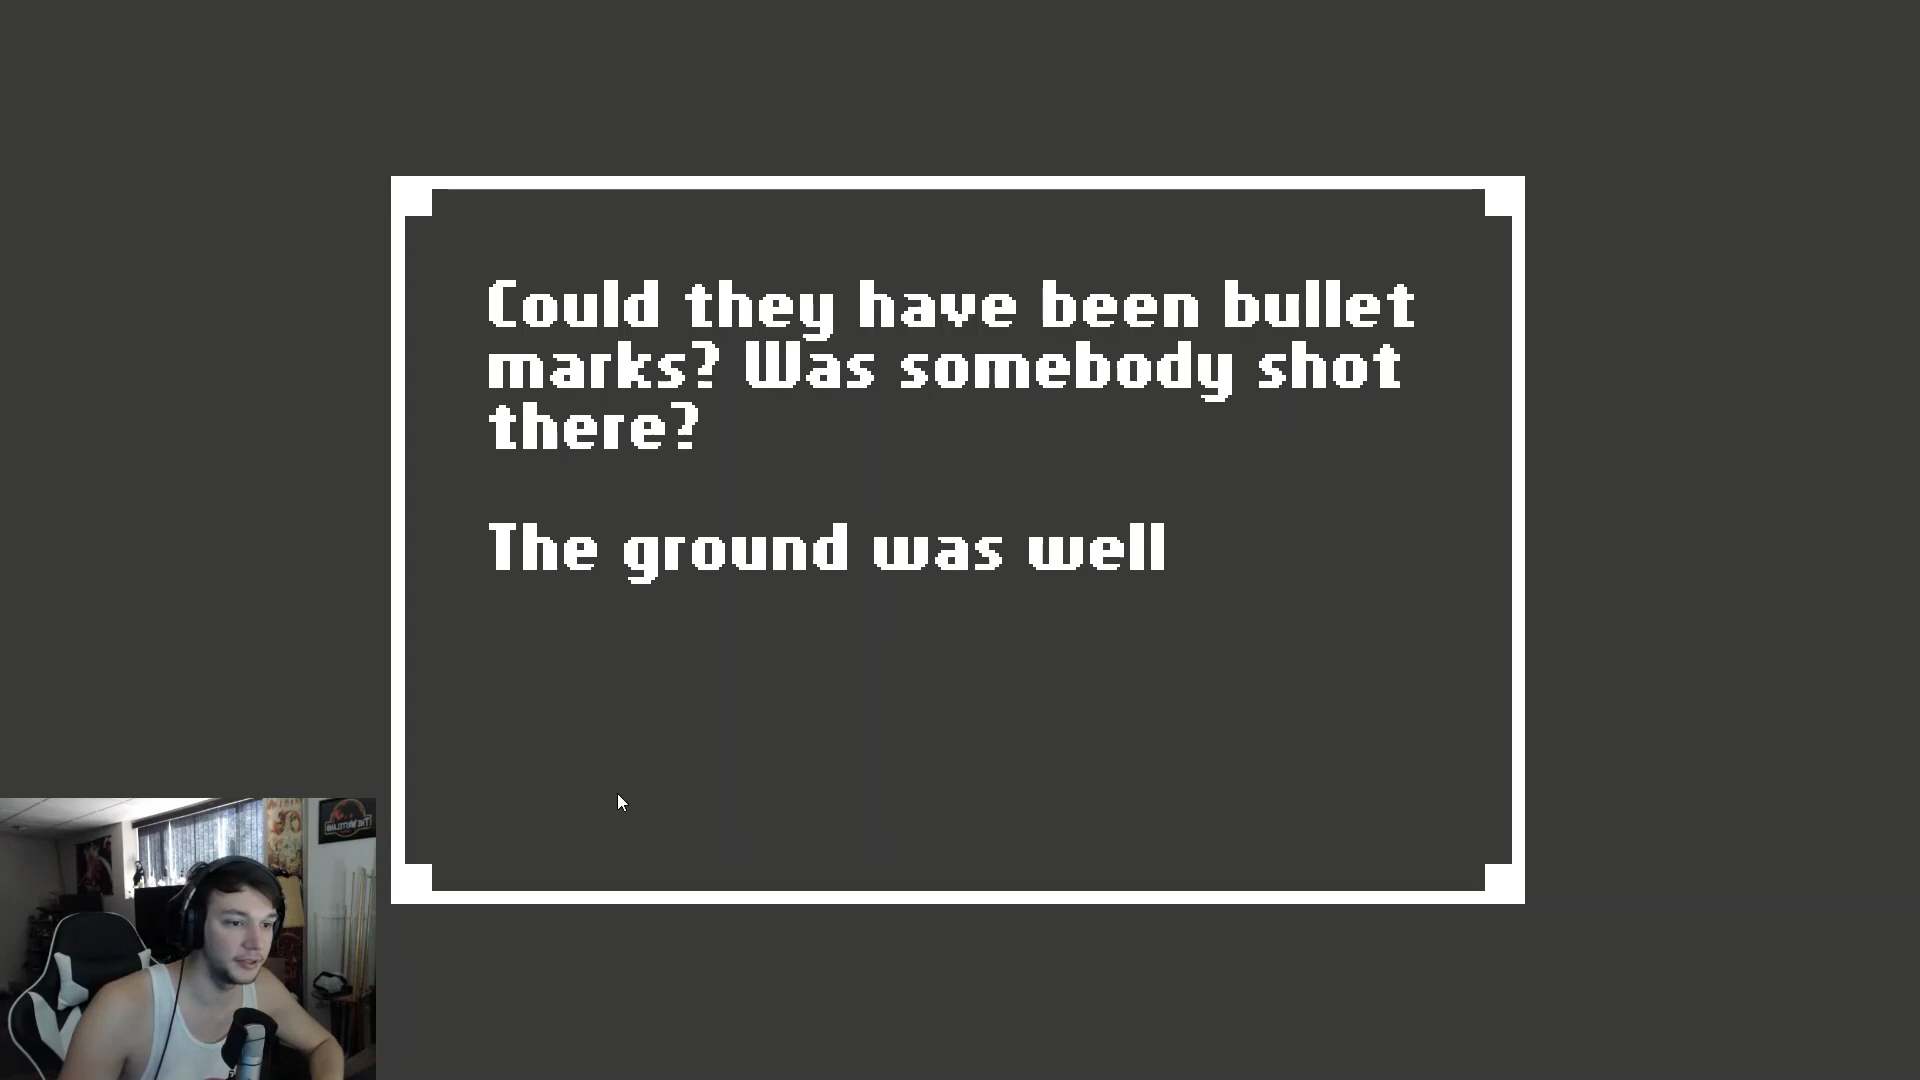 Could they have been bullet
marks? Was somebody shot
there?
The ground was well